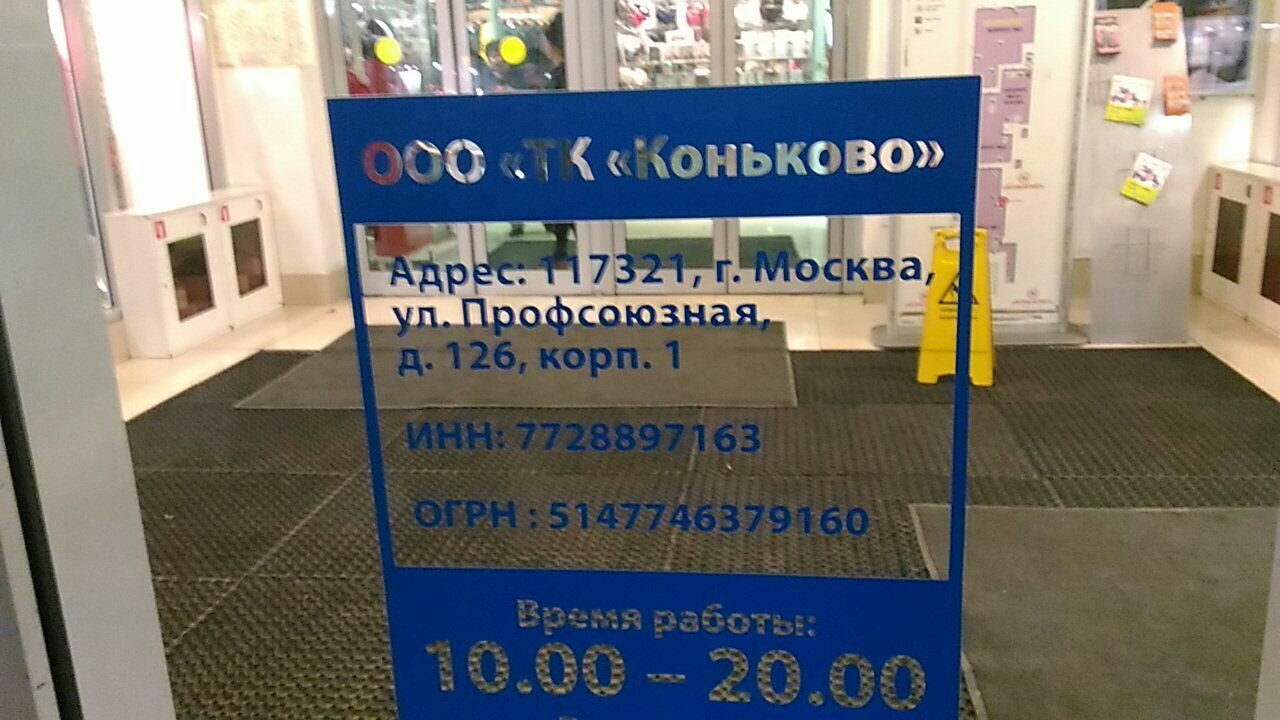 ООО «ТК «Коньково»
Адрес: 117321, г. Москва,
ул. Профсоюзная,
д. 126, корп. 1
ИНН: 7728897163
ОГРН : 5147746379160
Время работы:
10.00 – 20.00